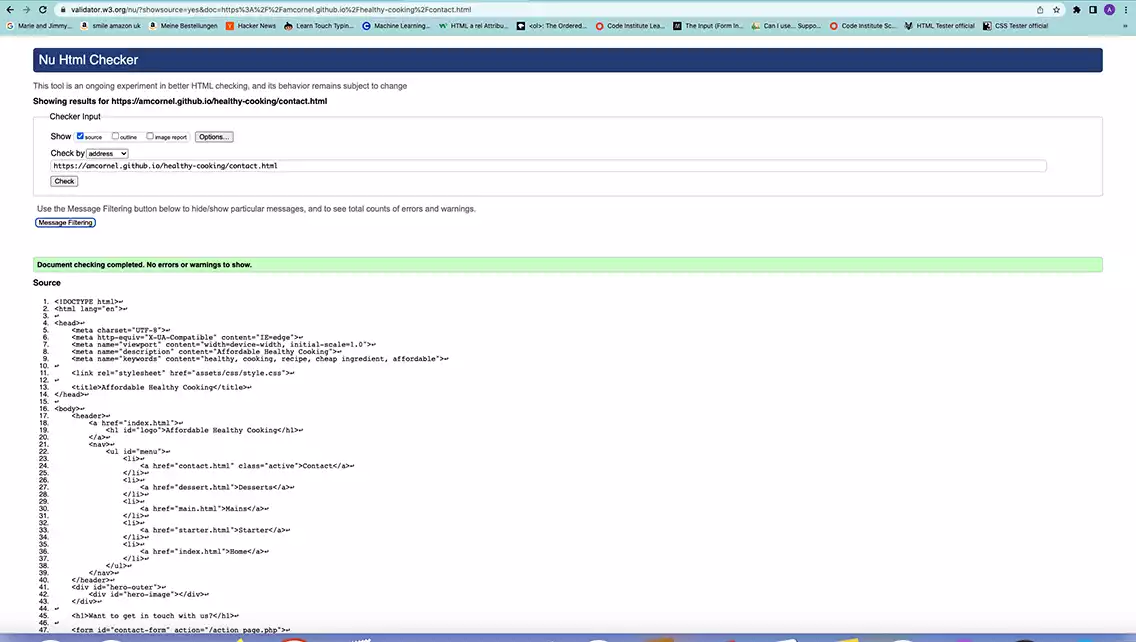 validator.w3.org/nu/?showsource=yes&doc=https%3A%2F%2Famcornel.github.io%2Fhealthy-cooking%2Fcontact.html
Marie and Jimmy... smile amazon uk Meine Bestellungen Hacker News Learn Touch Typin... Machine Learning... HTML a rel Attribu... <ol>: The Ordered... Code Institute Lea... The Input (Form In... Can I use... Suppo... Code Institute Sc... HTML Tester official CSS Tester official »
Nu Html Checker
This tool is an ongoing experiment in better HTML checking, and its behavior remains subject to change
Showing results for https://amcornel.github.io/healthy-cooking/contact.html
Checker Input
Show source outline image report Options...
Check by address
https://amcornel.github.io/healthy-cooking/contact.html
Check
Use the Message Filtering button below to hide/show particular messages, and to see total counts of errors and warnings.
Message Filtering
Document checking completed. No errors or warnings to show.
Source
1. <!DOCTYPE html>↩
2. <html lang="en">↩
3. ↩
4. <head>↩
5. <meta charset="UTF-8">↩
6. <meta http-equiv="X-UA-Compatible" content="IE=edge">↩
7. <meta name="viewport" content="width=device-width, initial-scale=1.0">↩
8. <meta name="description" content="Affordable Healthy Cooking">↩
9. <meta name="keywords" content="healthy, cooking, recipe, cheap ingredient, affordable">↩
10. ↩
11. <link rel="stylesheet" href="assets/css/style.css">↩
12. ↩
13. <title>Affordable Healthy Cooking</title>↩
14. </head>↩
15. ↩
16. <body>↩
17. <header>↩
18. <a href="index.html">↩
19. <h1 id="logo">Affordable Healthy Cooking</h1>↩
20. </a>↩
21. <nav>↩
22. <ul id="menu">↩
23. <li>↩
24. <a href="contact.html" class="active">Contact</a>↩
25. </li>↩
26. <li>↩
27. <a href="dessert.html">Desserts</a>↩
28. </li>↩
29. <li>↩
30. <a href="main.html">Mains</a>↩
31. </li>↩
32. <li>↩
33. <a href="starter.html">Starter</a>↩
34. </li>↩
35. <li>↩
36. <a href="index.html">Home</a>↩
37. </li>↩
38. </ul>↩
39. </nav>↩
40. </header>↩
41. <div id="hero-outer">↩
42. <div id="hero-image"></div>↩
43. </div>↩
44. ↩
45. <h1>Want to get in touch with us?</h1>↩
46. ↩
47. <form id="contact-form" action="/action_page.php">↩